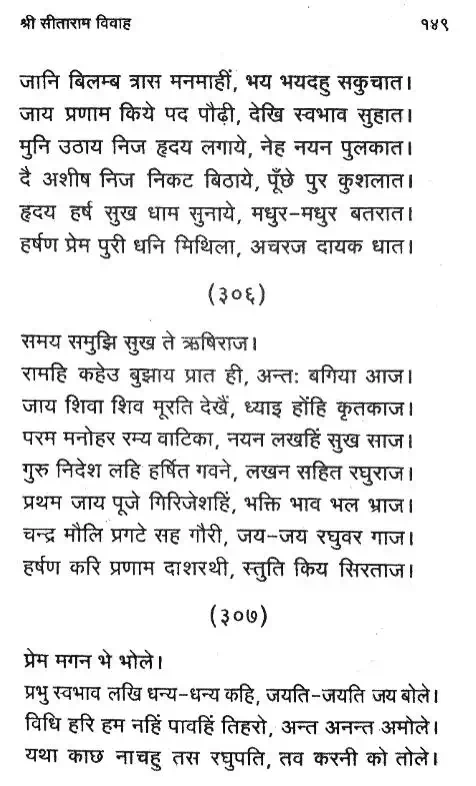 श्री सीताराम विवाह १४९
जानि बिलम्ब त्रास मनमाहीं, भय भयदहु सकुचात।
जाय प्रणाम किये पद पौढ़ी, देखि स्वभाव सुहात।
मुनि उठाय निज हृदय लगाये, नेह नयन पुलकात।
दै अशीष निज निकट बिठाये, पूँछे पुर कुशलात।
हृदय हर्ष सुख धाम सुनाये, मधुर-मधुर बतरात।
हर्षण प्रेम पुरी धनि मिथिला, अचरज दायक धात।
(३०६)
समय समुझि सुख ते ऋषिराज।
रामहि कहेउ बुझाय प्रात ही, अन्तः बगिया आज।
जाय शिवा शिव मूरति देखैं, ध्याइ होंहि कृतकाज।
परम मनोहर रम्य वाटिका, नयन लखहिं सुख साज।
गुरु निदेश लहि हर्षित गवने, लखन सहित रघुराज।
प्रथम जाय पूजे गिरिजेशहिं, भक्ति भाव भल भ्राज।
चन्द्र मौलि प्रगटे सह गौरी, जय-जय रघुवर गाज।
हर्षण करि प्रणाम दाशरथी, स्तुति किय सिरताज।
(३०७)
प्रेम मगन भे भोले।
प्रभु स्वभाव लखि धन्य-धन्य कहि, जयति-जयति जय बोले।
विधि हरि हम नहिं पावहिं तिहरो, अन्त अनन्त अमोले।
यथा काछ नाचहु तस रघुपति, तव करनी को तोले।